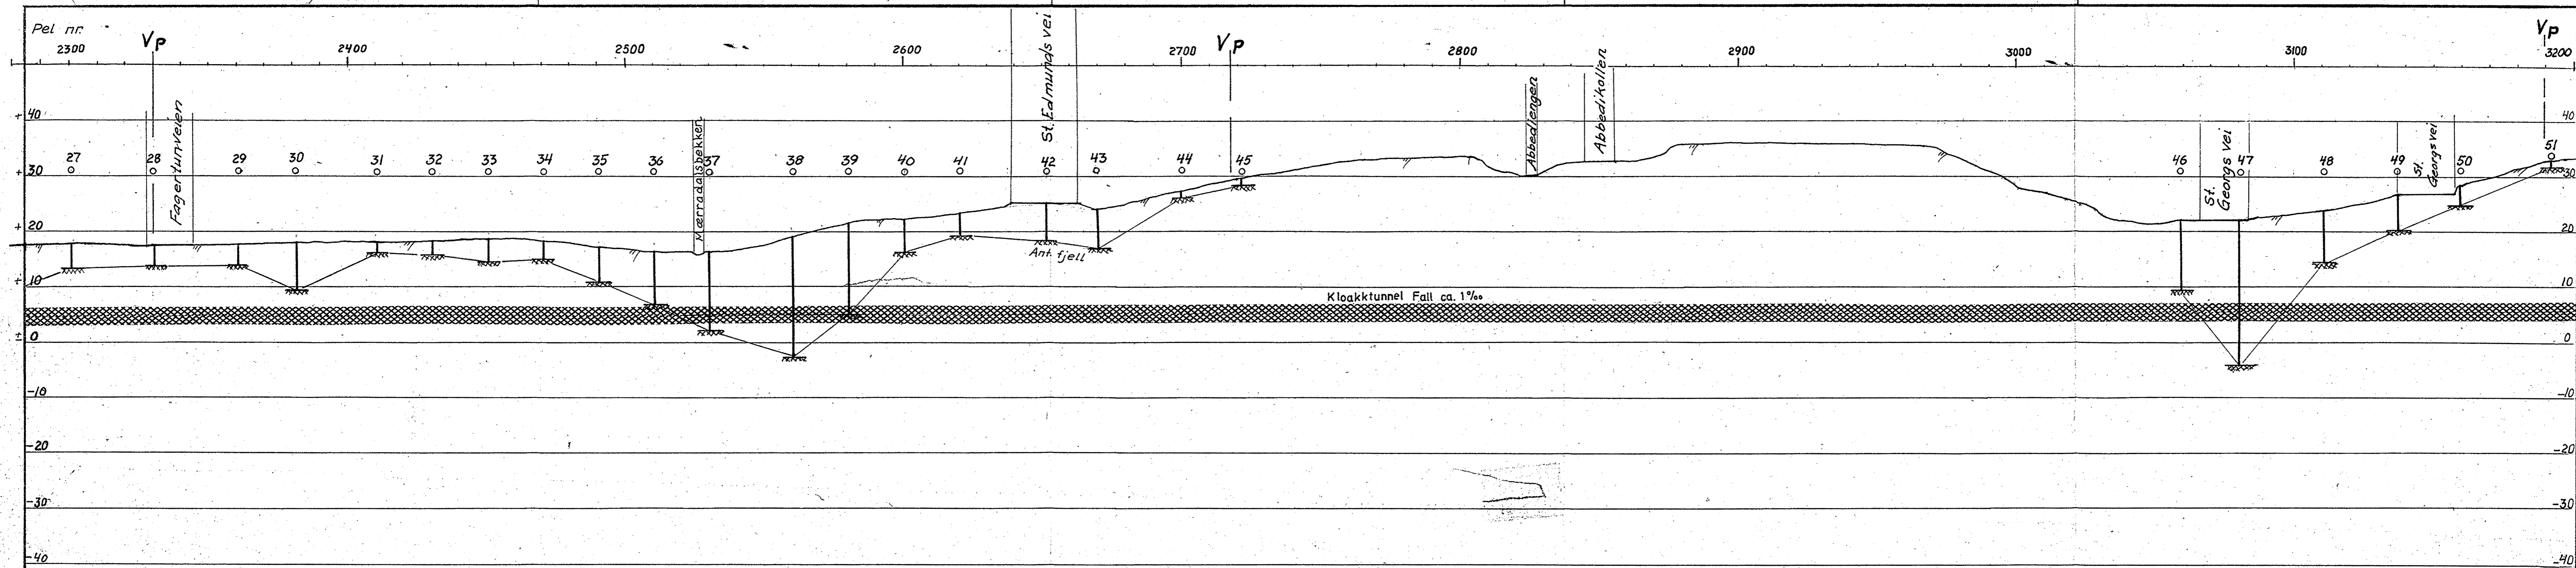 Pel nr.
2300 2400 2500 2600 2700 2800 2900 3000 3100 3200
Vp Vp Vp
Fagertunveien
Mærradalsbekken
St. Edmunds vei
Abbediengen
Abbedikollen
St. Georgs vei
St. Georgs vei
+40 40
27 28 29 30 31 32 33 34 35 36 37 38 39 40 41 42 43 44 45 46 47 48 49 50 51
+30 30
+20 20
Ant. fjell
+10 10
Kloakktunnel Fall ca. 1‰
±0 0
-10 -10
-20 -20
-30 -30
-40 -40